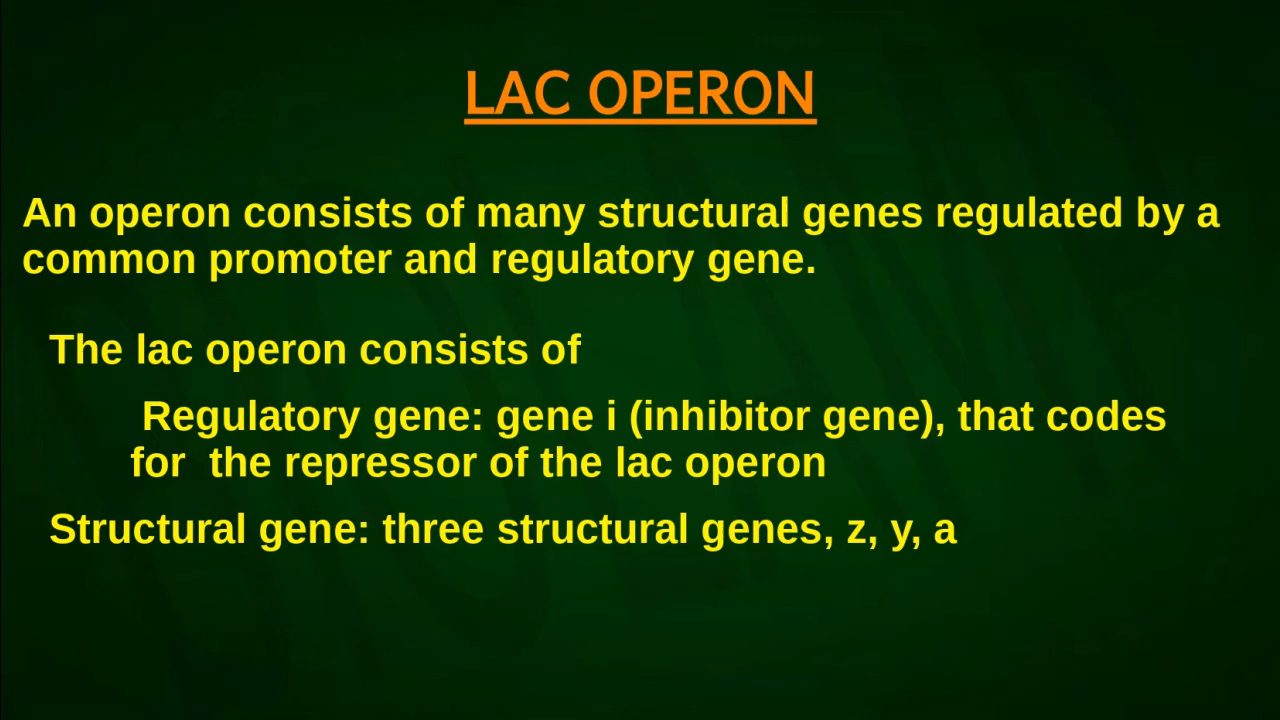 LAC OPERON
An operon consists of many structural genes regulated by a
common promoter and regulatory gene.
The lac operon consists of
Regulatory gene: gene i (inhibitor gene), that codes
for the repressor of the lac operon
Structural gene: three structural genes, z, y, a